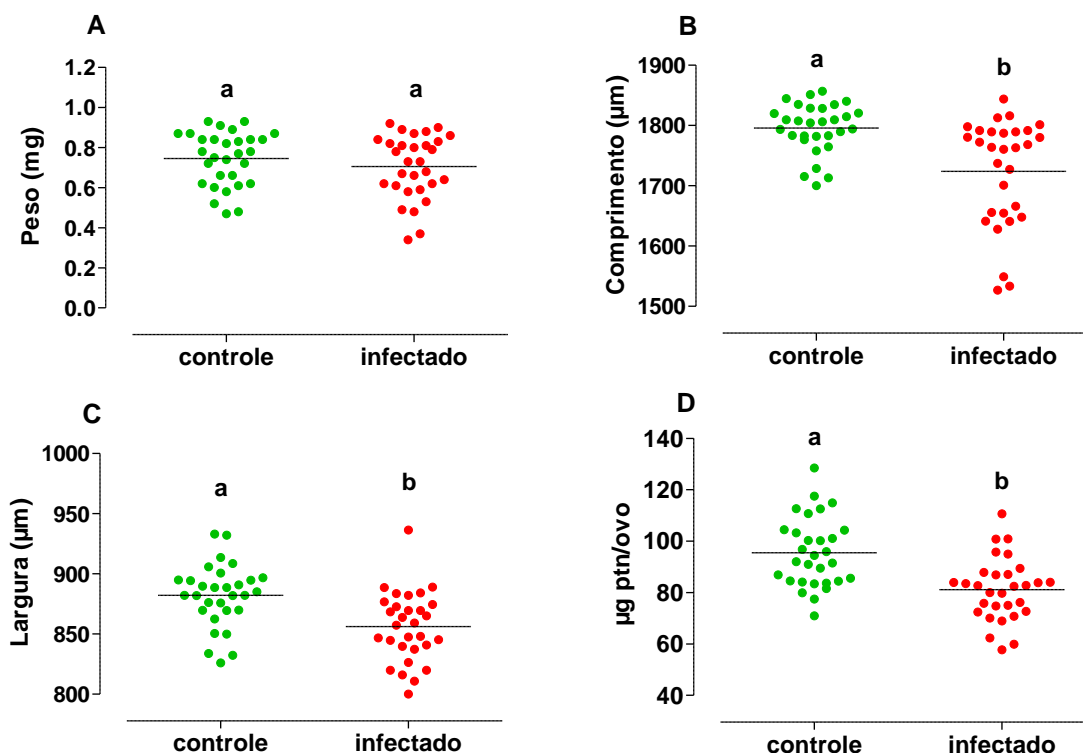 A
Peso (mg)
1.2
1.0
0.8
0.6
0.4
0.2
0.0
a
a
controle
infectado
B
Comprimento (µm)
1900
1800
1700
1600
1500
a
b
controle
infectado
C
Largura (µm)
1000
950
900
850
800
a
b
controle
infectado
D
µg ptn/ovo
140
120
100
80
60
40
a
b
controle
infectado